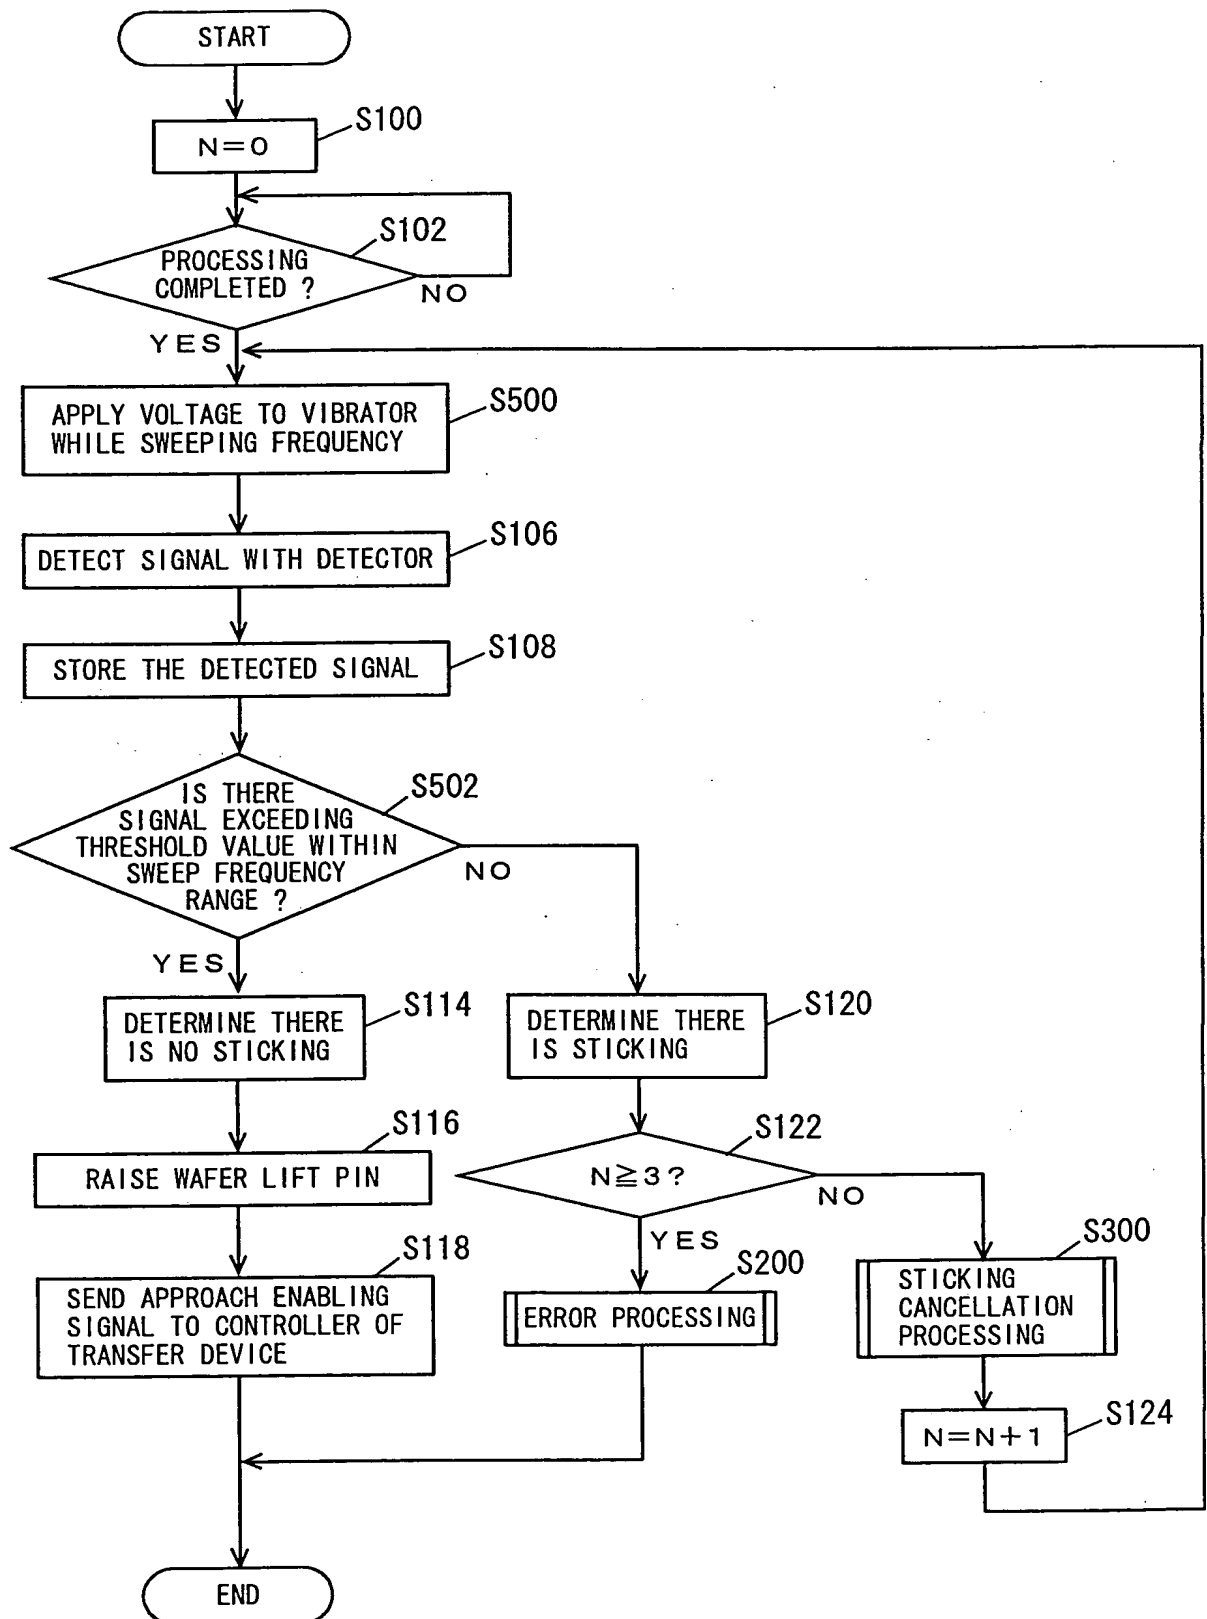 START
S100
N=0
S102
PROCESSING
COMPLETED ?
NO
YES
S500
APPLY VOLTAGE TO VIBRATOR
WHILE SWEEPING FREQUENCY
S106
DETECT SIGNAL WITH DETECTOR
S108
STORE THE DETECTED SIGNAL
S502
IS THERE
SIGNAL EXCEEDING
THRESHOLD VALUE WITHIN
SWEEP FREQUENCY
RANGE ?
NO
YES
S114
DETERMINE THERE
IS NO STICKING
S120
DETERMINE THERE
IS STICKING
S116
RAISE WAFER LIFT PIN
S122
N≧3?
NO
YES
S118
SEND APPROACH ENABLING
SIGNAL TO CONTROLLER OF
TRANSFER DEVICE
S200
ERROR PROCESSING
S300
STICKING
CANCELLATION
PROCESSING
S124
N=N+1
END